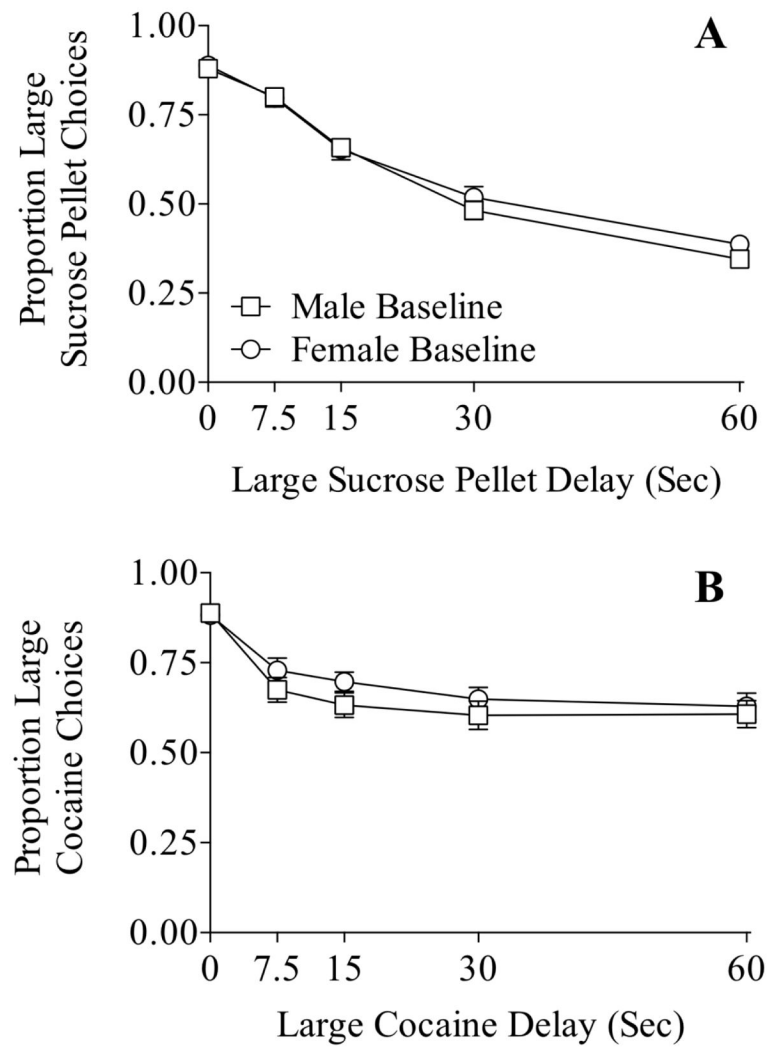 A
Proportion Large
Sucrose Pellet Choices
1.00
0.75
0.50
0.25
0.00
Male Baseline
Female Baseline
0 7.5 15 30 60
Large Sucrose Pellet Delay (Sec)
B
Proportion Large
Cocaine Choices
1.00
0.75
0.50
0.25
0.00
0 7.5 15 30 60
Large Cocaine Delay (Sec)